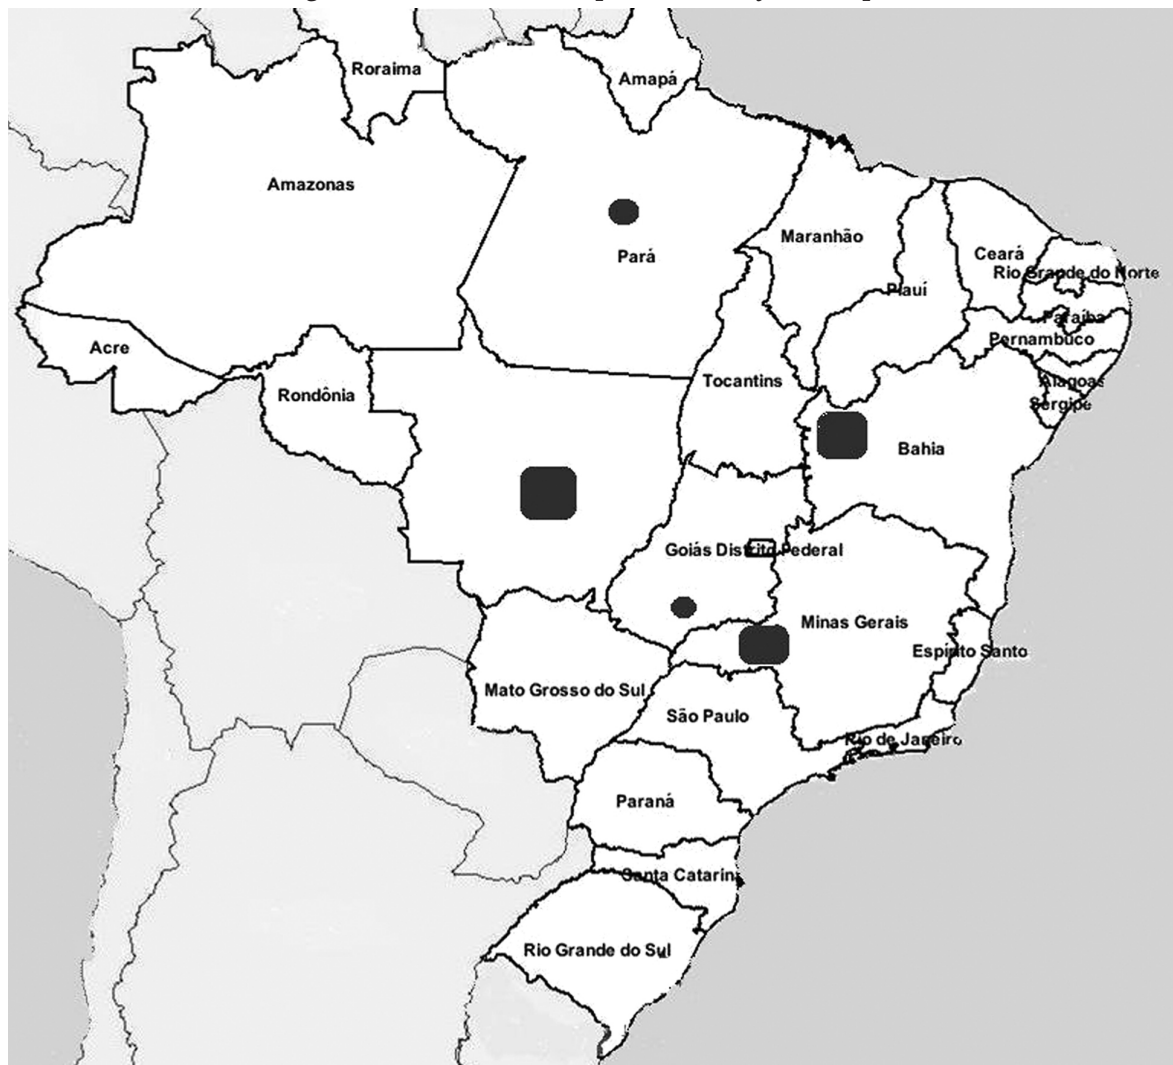 Roraima
Amapá
Amazonas
Pará
Maranhão
Ceará
Rio Grande do Norte
Piauí
Paraíba
Pernambuco
Acre
Rondônia
Tocantins
Alagoas
Sergipe
Bahia
Goiás Distrito Federal
Minas Gerais
Espírito Santo
Mato Grosso do Sul
São Paulo
Rio de Janeiro
Paraná
Santa Catarina
Rio Grande do Sul